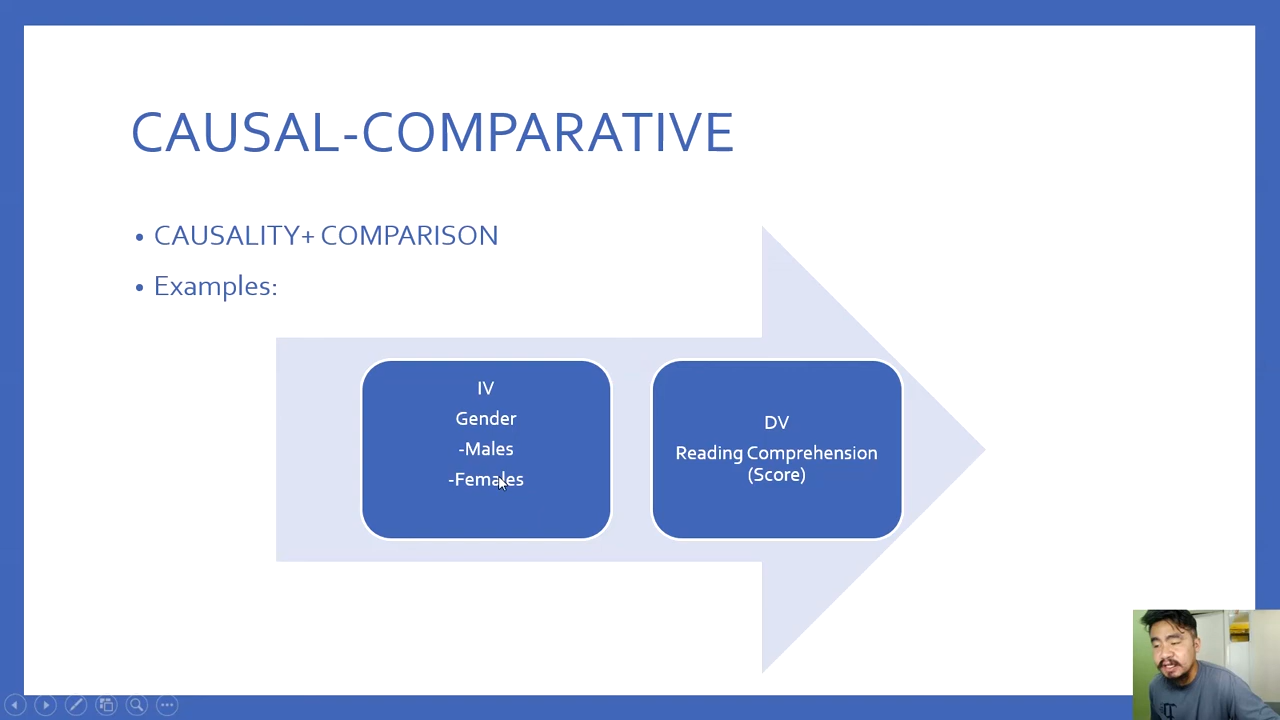 CAUSAL-COMPARATIVE
• CAUSALITY+ COMPARISON
• Examples:
IV
Gender
-Males
-Females
DV
Reading Comprehension
(Score)